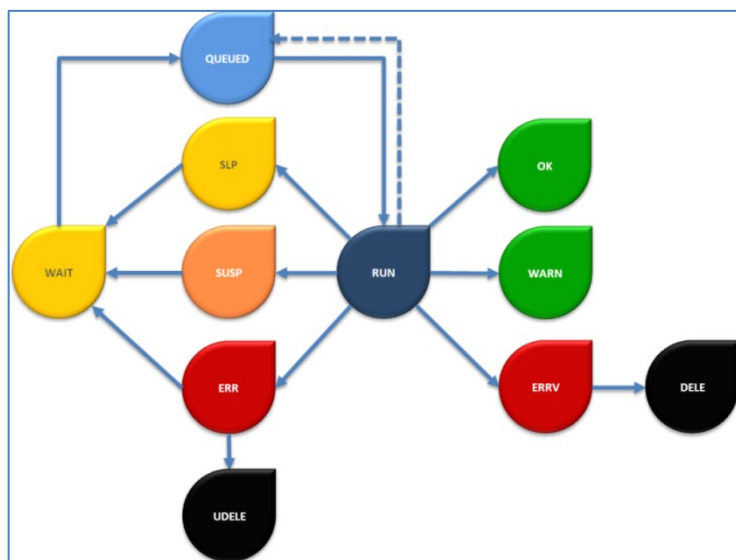 QUEUED
SLP
OK
WAIT
SUSP
RUN
WARN
ERR
ERRV
DELE
UDELE